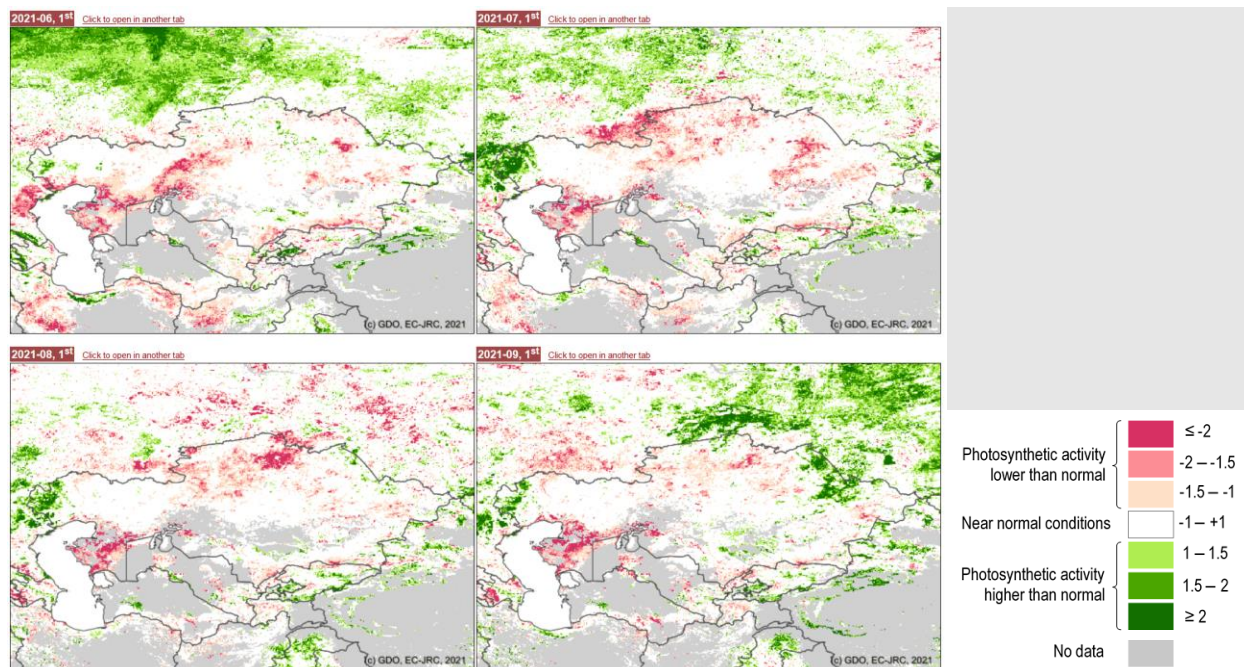 2021-06, 1st Click to open in another tab
2021-07, 1st Click to open in another tab
(c) GDO, EC-JRC, 2021
(c) GDO, EC-JRC, 2021
2021-08, 1st Click to open in another tab
2021-09, 1st Click to open in another tab
(c) GDO, EC-JRC, 2021
(c) GDO, EC-JRC, 2021
Photosynthetic activity
lower than normal
≤ -2
-2 – -1.5
-1.5 – -1
Near normal conditions
-1 – +1
Photosynthetic activity
higher than normal
1 – 1.5
1.5 – 2
≥ 2
No data